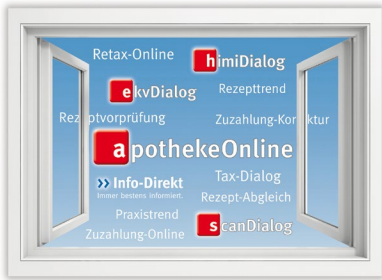 Retax-Online
himiDialog
ekvDialog
Rezepttrend
Rezeptvorprüfung
Zuzahlung-Korrektur
apothekeOnline
Info-Direkt
Immer bestens informiert.
Tax-Dialog
Rezept-Abgleich
Praxistrend
scanDialog
Zuzahlung-Online